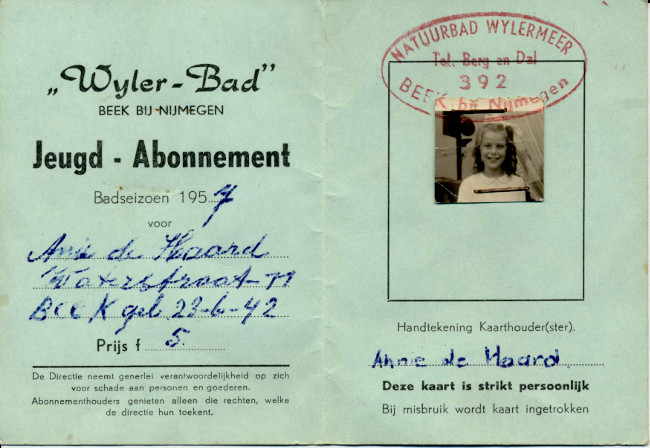 „Wyler-Bad”
BEEK BIJ NIJMEGEN
Jeugd - Abonnement
Badseizoen 1957
voor
Anie de Haard
Waterstraat 11
BEEK geb 22-6-42
Prijs f 5.
De Directie neemt generlei verantwoordelijkheid op zich
voor schade aan personen en goederen.
Abonnementhouders genieten alleen die rechten, welke
de directie hun toekent.
NATUURBAD WYLERMEER
Tel. Berg en Dal
392
BEEK bij Nijmegen
Handtekening Kaarthouder(ster).
Annie de Haard
Deze kaart is strikt persoonlijk
Bij misbruik wordt kaart ingetrokken